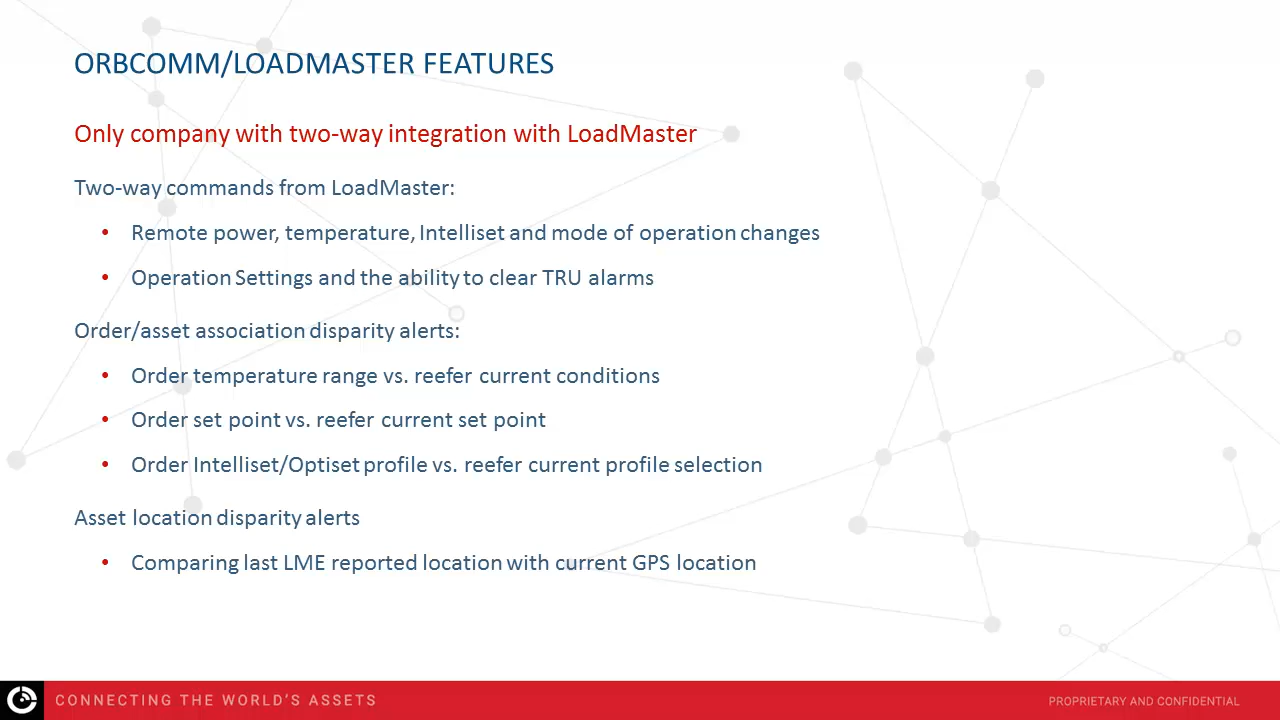 ORBCOMM/LOADMASTER FEATURES
Only company with two-way integration with LoadMaster
Two-way commands from LoadMaster:
• Remote power, temperature, Intelliset and mode of operation changes
• Operation Settings and the ability to clear TRU alarms
Order/asset association disparity alerts:
• Order temperature range vs. reefer current conditions
• Order set point vs. reefer current set point
• Order Intelliset/Optiset profile vs. reefer current profile selection
Asset location disparity alerts
• Comparing last LME reported location with current GPS location
CONNECTING THE WORLD'S ASSETS
PROPRIETARY AND CONFIDENTIAL